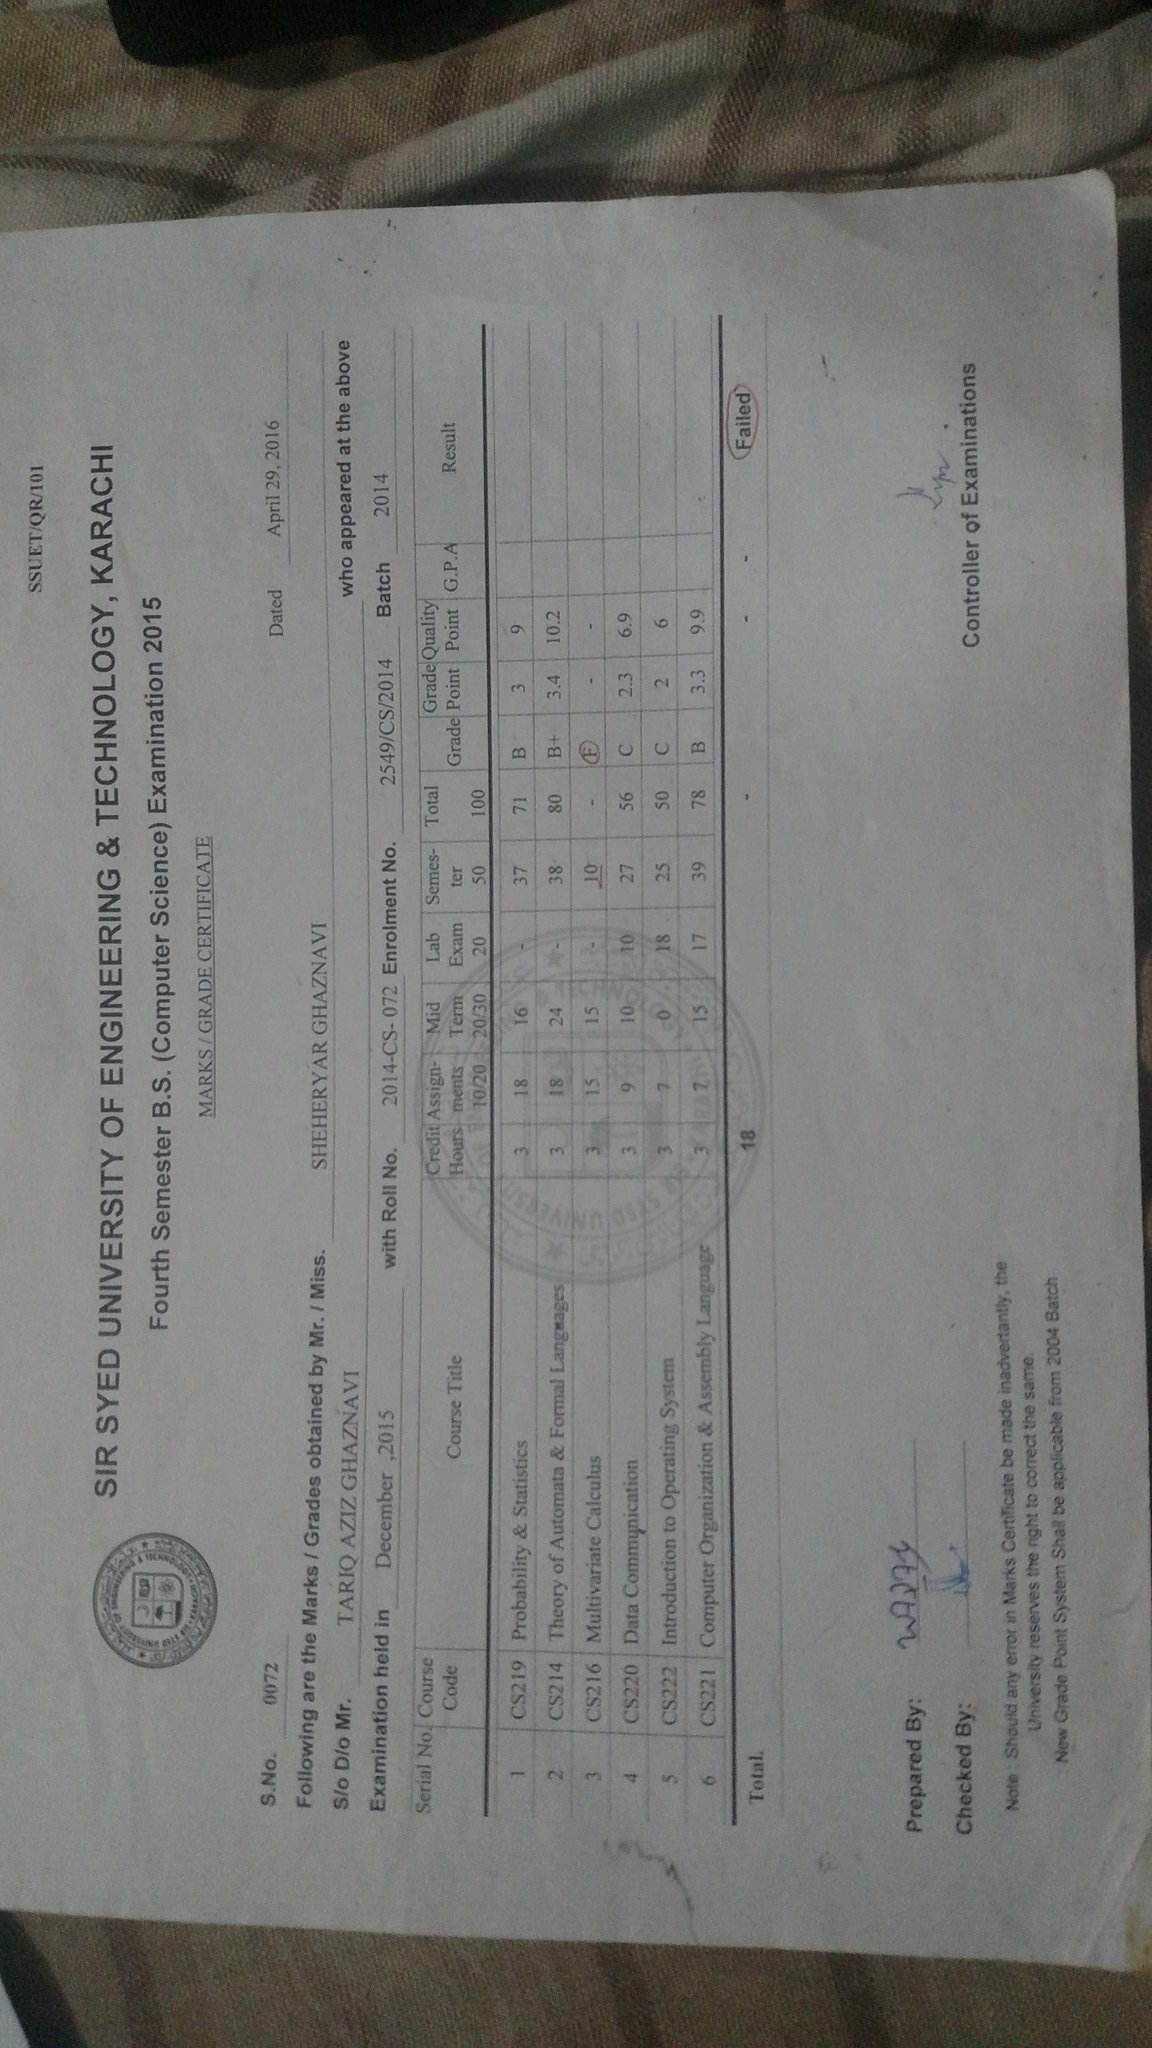 SSUET/QR/101
SIR SYED UNIVERSITY OF ENGINEERING & TECHNOLOGY, KARACHI
Fourth Semester B.S. (Computer Science) Examination 2015
MARKS / GRADE CERTIFICATE
S.No. 0072 Dated April 29, 2016
Following are the Marks / Grades obtained by Mr. / Miss. SHEHERYAR GHAZNAVI
S/o D/o Mr. TARIQ AZIZ GHAZNAVI who appeared at the above
Examination held in December ,2015 with Roll No. 2014-CS- 072 Enrolment No. 2549/CS/2014 Batch 2014
Serial No. Course Code Course Title Credit Hours Assign-ments 10/20 Mid Term 20/30 Lab Exam 20 Semes-ter 50 Total 100 Grade Grade Point Quality Point G.P.A Result
1 CS219 Probability & Statistics 3 18 16 - 37 71 B 3 9
2 CS214 Theory of Automata & Formal Languages 3 18 24 - 38 80 B+ 3.4 10.2
3 CS216 Multivariate Calculus 3 15 15 - 10 - F - -
4 CS220 Data Communication 3 9 10 10 27 56 C 2.3 6.9
5 CS222 Introduction to Operating System 3 7 0 18 25 50 C 2 6
6 CS221 Computer Organization & Assembly Language 3 7 15 17 39 78 B 3.3 9.9
Total. 18 - - - Failed
Prepared By:
Checked By:
Controller of Examinations
Note : Should any error in Marks Certificate be made inadvertantly, the
University reserves the right to correct the same.
New Grade Point System Shall be applicable from 2004 Batch